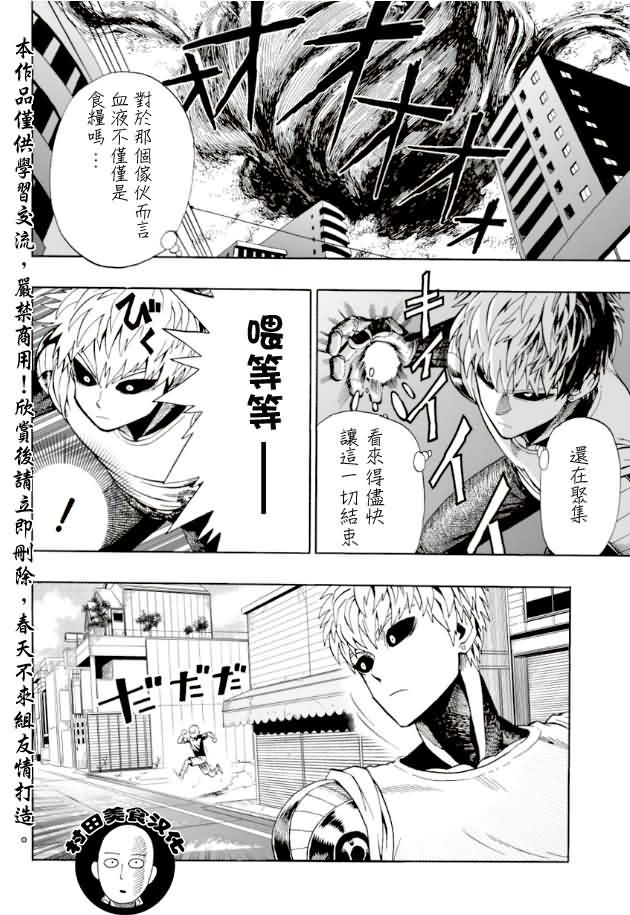 オオオオオ
對於那個傢伙而言
血液不僅僅是
食糧嗎…
キィイィイ
還在聚集
看來得儘快
讓這一切結束
喂等等——
びくっ
！
だだだ
本作品僅供學習交流，嚴禁商用！欣賞後請立即刪除，春天不來組友情打造。
村田美食汉化